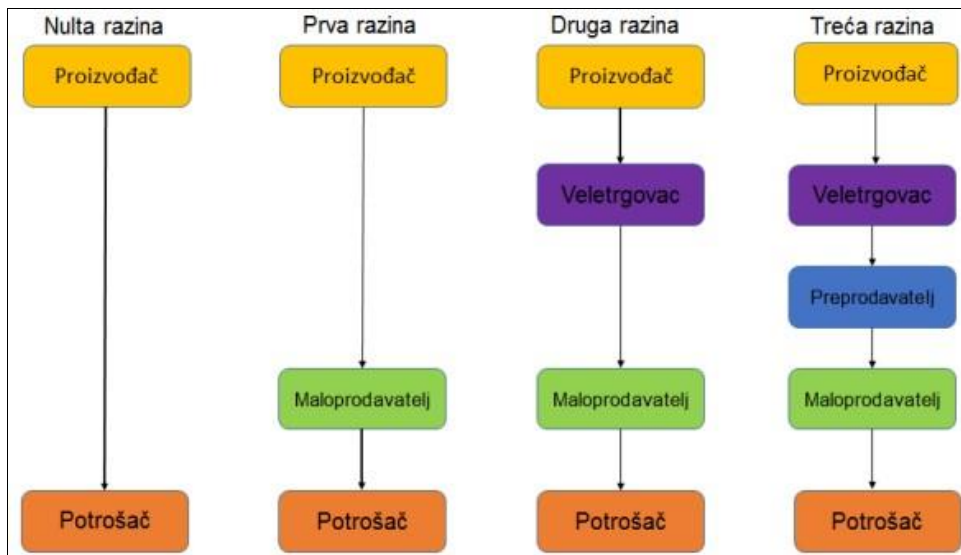 Nulta razina
Prva razina
Druga razina
Treća razina
Proizvođač
Proizvođač
Proizvođač
Proizvođač
Veletrgovac
Veletrgovac
Preprodavatelj
Maloprodavatelj
Maloprodavatelj
Maloprodavatelj
Potrošač
Potrošač
Potrošač
Potrošač